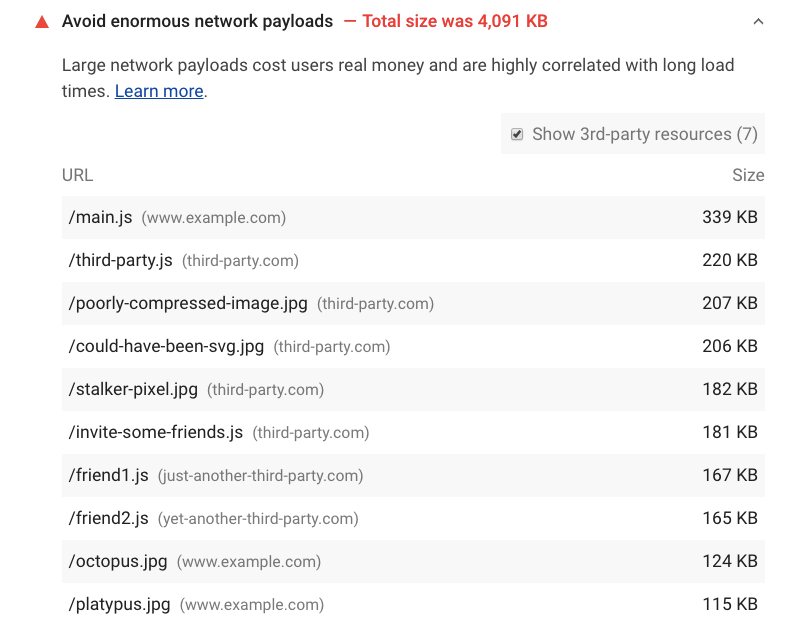 Avoid enormous network payloads — Total size was 4,091 KB
Large network payloads cost users real money and are highly correlated with long load
times. Learn more.
Show 3rd-party resources (7)
URL Size
/main.js (www.example.com) 339 KB
/third-party.js (third-party.com) 220 KB
/poorly-compressed-image.jpg (third-party.com) 207 KB
/could-have-been-svg.jpg (third-party.com) 206 KB
/stalker-pixel.jpg (third-party.com) 182 KB
/invite-some-friends.js (third-party.com) 181 KB
/friend1.js (just-another-third-party.com) 167 KB
/friend2.js (yet-another-third-party.com) 165 KB
/octopus.jpg (www.example.com) 124 KB
/platypus.jpg (www.example.com) 115 KB